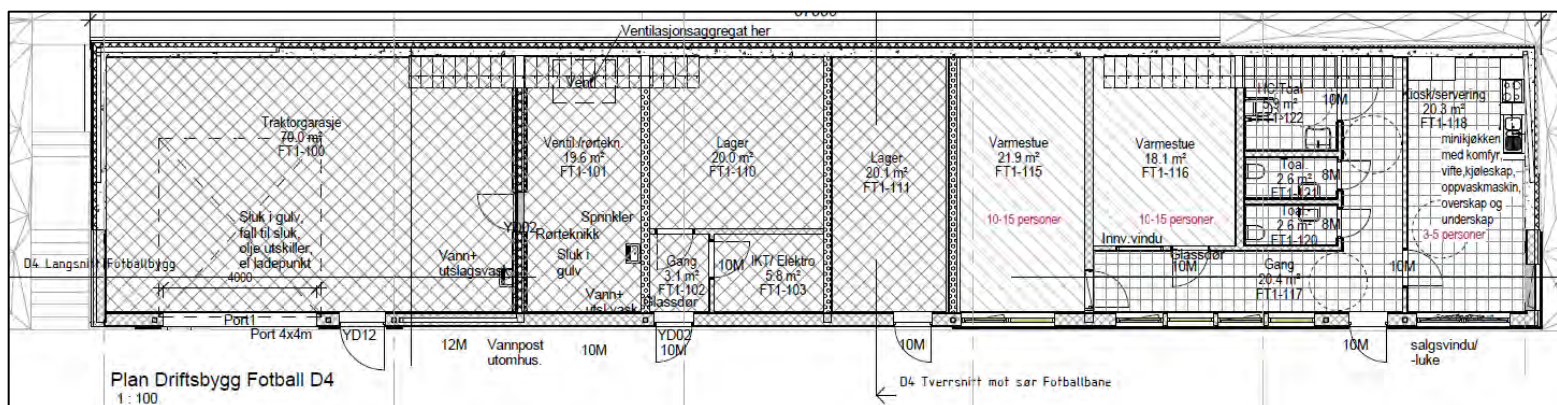 Ventilasjonsaggregat her
Venti
Traktorgarasje
70.0 m²
FT1-100
Sluk i gulv,
fall til sluk,
olje utskiller,
el ladepunkt
4000
D4 Langsnitt Fotballbygg
Port1
Port 4x4m
YD12
12M
Vann+
utslagsvask
YD02
Ventil./rørtekn.
19.6 m²
FT1-101
Sprinkler
Rørteknikk
Sluk i
gulv
Vann+
utsl.vask
Vannpost
utomhus.
10M
Lager
20.0 m²
FT1-110
Gang
3.1 m²
FT1-102
Glassdør
10M
IKT/ Elektro
5.8 m²
FT1-103
YD02
10M
Lager
20.1 m²
FT1-111
10M
D4 Tverrsnitt mot sør Fotballbane
Varmestue
21.9 m²
FT1-115
10-15 personer
Varmestue
18.1 m²
FT1-116
10-15 personer
Innv.vindu
Glassdør
10M
HC Toal
FT1-122
10M
Toal
2.6 m²
FT1-121
8M
Toal
2.6 m²
FT1-120
8M
Gang
20.4 m²
FT1-117
10M
Kiosk/servering
20.3 m²
FT1-118
minikjøkken
med komfyr,
vifte,kjøleskap,
oppvaskmaskin,
overskap og
underskap
3-5 personer
10M
salgsvindu/
-luke
Plan Driftsbygg Fotball D4
1 : 100